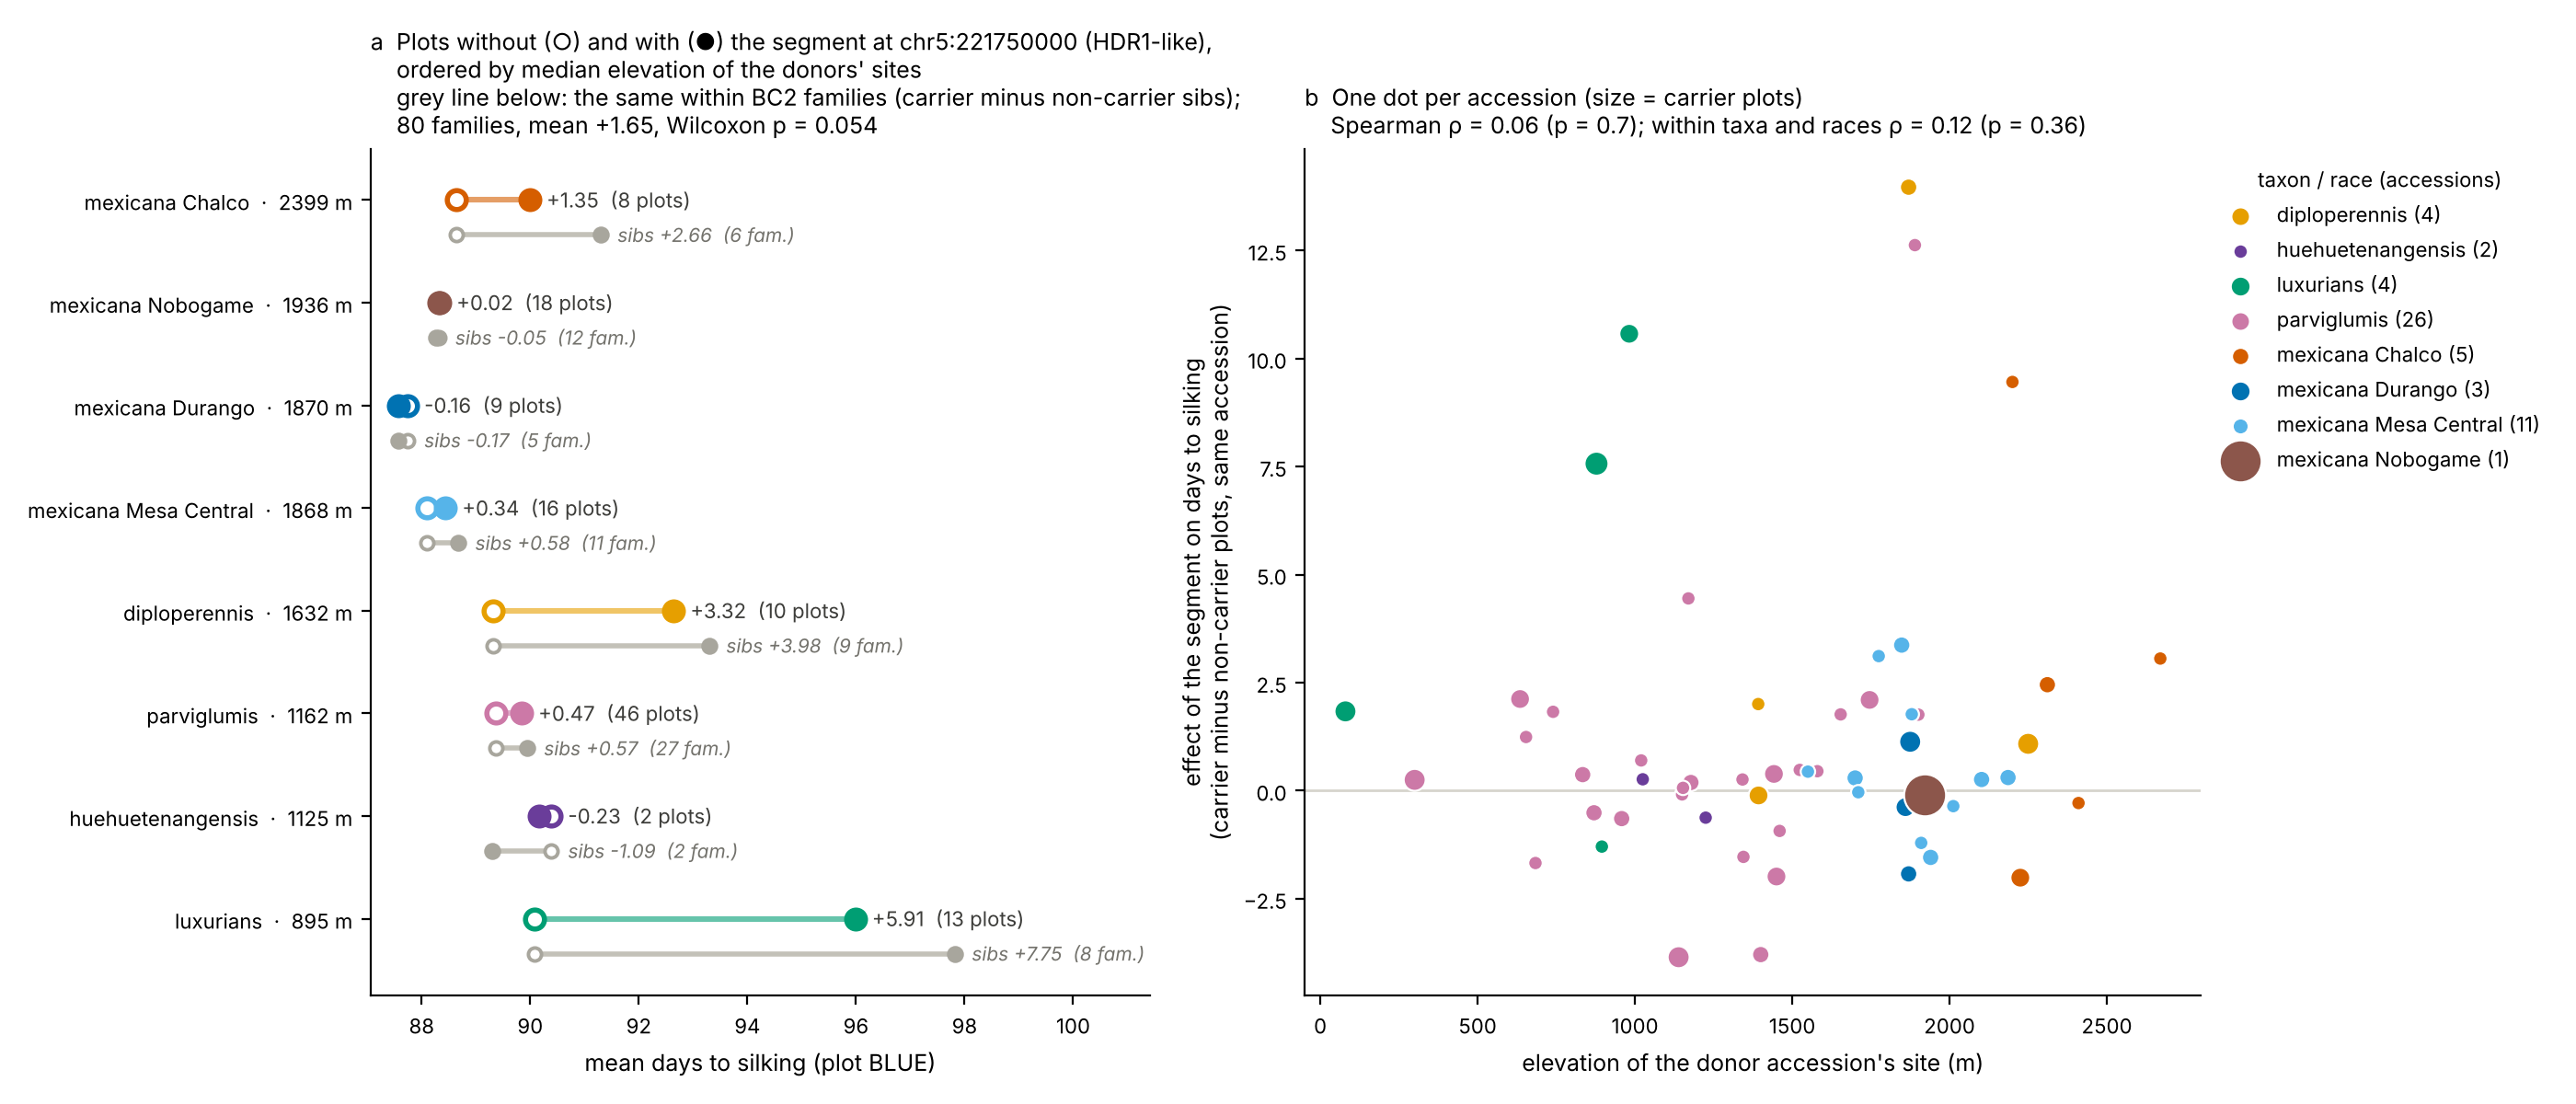 a Plots without (○) and with (●) the segment at chr5:221750000 (HDR1-like),
ordered by median elevation of the donors' sites
grey line below: the same within BC2 families (carrier minus non-carrier sibs);
80 families, mean +1.65, Wilcoxon p = 0.054
mexicana Chalco · 2399 m
+1.35 (8 plots)
sibs +2.66 (6 fam.)
mexicana Nobogame · 1936 m
+0.02 (18 plots)
sibs -0.05 (12 fam.)
mexicana Durango · 1870 m
-0.16 (9 plots)
sibs -0.17 (5 fam.)
mexicana Mesa Central · 1868 m
+0.34 (16 plots)
sibs +0.58 (11 fam.)
diploperennis · 1632 m
+3.32 (10 plots)
sibs +3.98 (9 fam.)
parviglumis · 1162 m
+0.47 (46 plots)
sibs +0.57 (27 fam.)
huehuetenangensis · 1125 m
-0.23 (2 plots)
sibs -1.09 (2 fam.)
luxurians · 895 m
+5.91 (13 plots)
sibs +7.75 (8 fam.)
88 90 92 94 96 98 100
mean days to silking (plot BLUE)
b One dot per accession (size = carrier plots)
Spearman ρ = 0.06 (p = 0.7); within taxa and races ρ = 0.12 (p = 0.36)
effect of the segment on days to silking
(carrier minus non-carrier plots, same accession)
12.5
10.0
7.5
5.0
2.5
0.0
−2.5
0 500 1000 1500 2000 2500
elevation of the donor accession's site (m)
taxon / race (accessions)
diploperennis (4)
huehuetenangensis (2)
luxurians (4)
parviglumis (26)
mexicana Chalco (5)
mexicana Durango (3)
mexicana Mesa Central (11)
mexicana Nobogame (1)